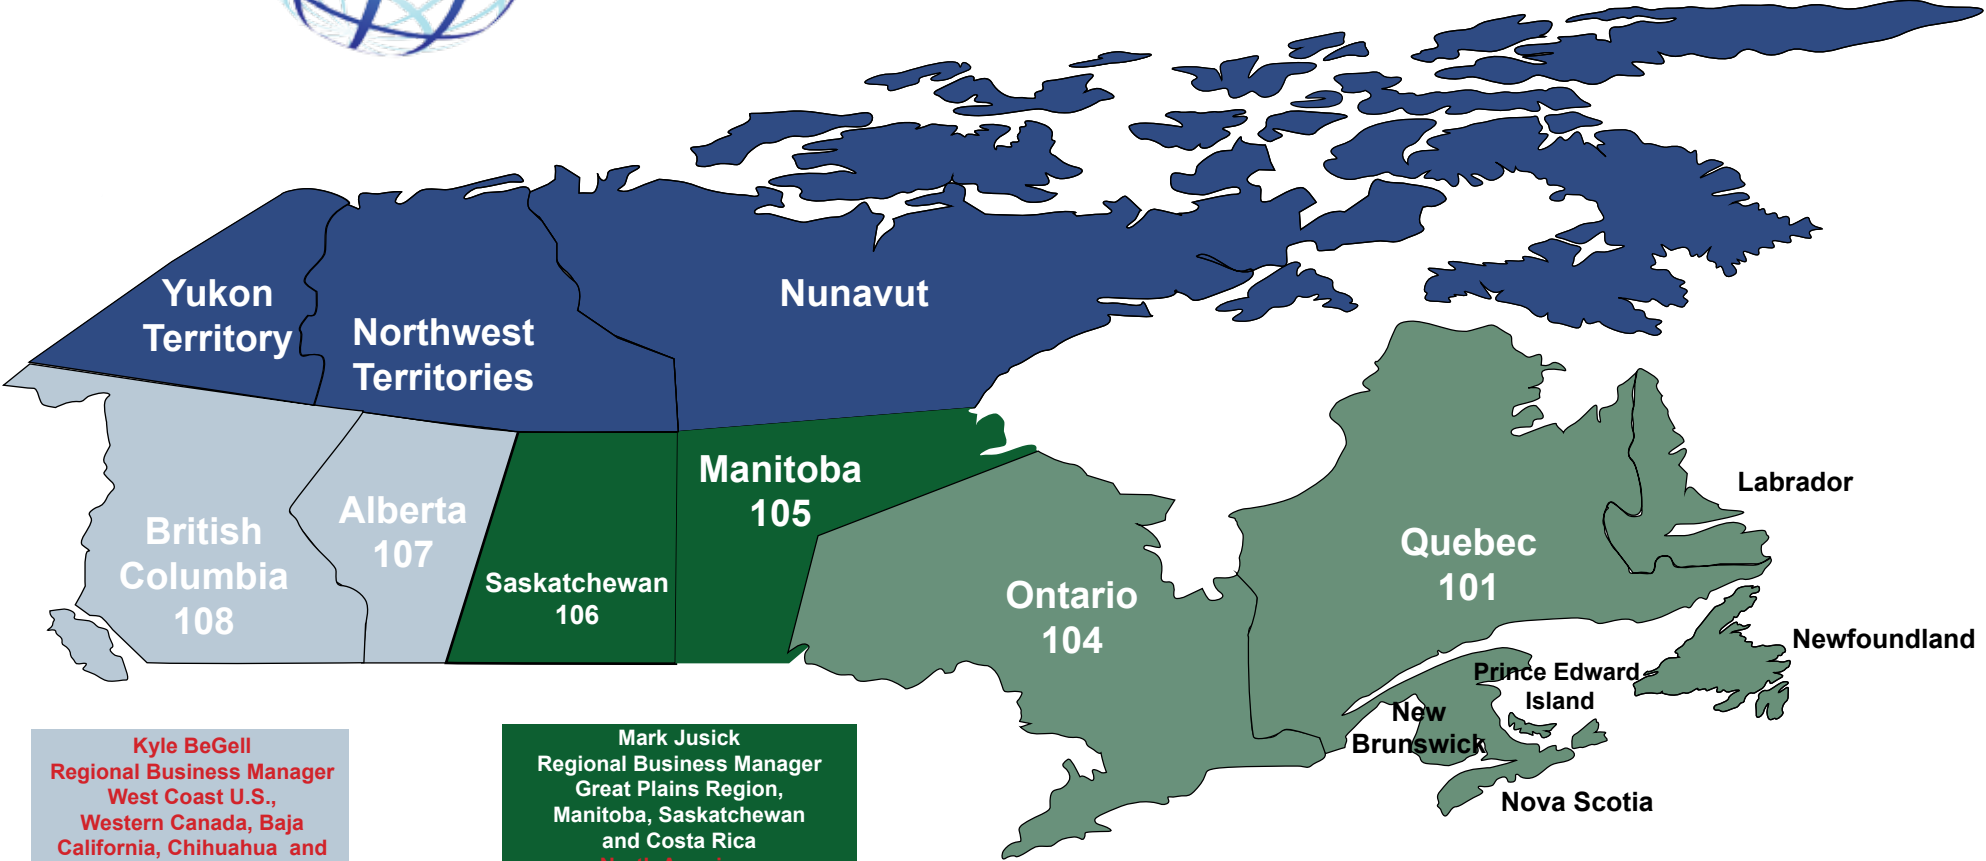 Yukon
Territory
Northwest
Territories
Nunavut
Manitoba
105
Alberta
107
British
Columbia
108
Saskatchewan
106
Ontario
104
Quebec
101
Labrador
Newfoundland
Prince Edward
Island
New
Brunswick
Nova Scotia
Kyle BeGell
Regional Business Manager
West Coast U.S.,
Western Canada, Baja
California, Chihuahua and
Mark Jusick
Regional Business Manager
Great Plains Region,
Manitoba, Saskatchewan
and Costa Rica